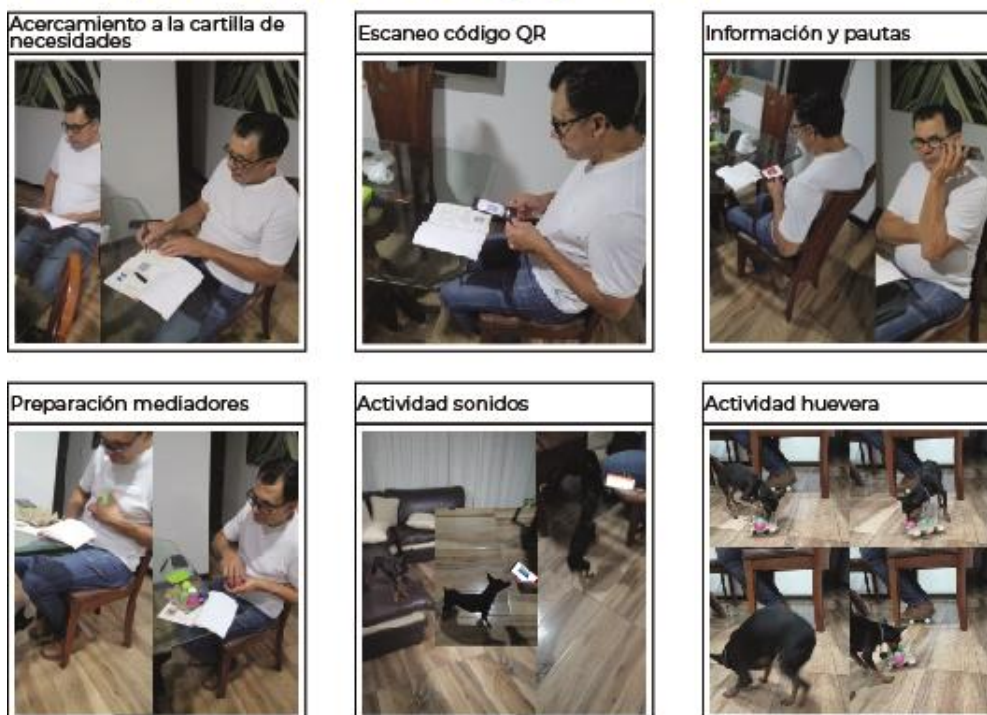 Acercamiento a la cartilla de
necesidades
Escaneo código QR
Información y pautas
Preparación mediadores
Actividad sonidos
Actividad huevera